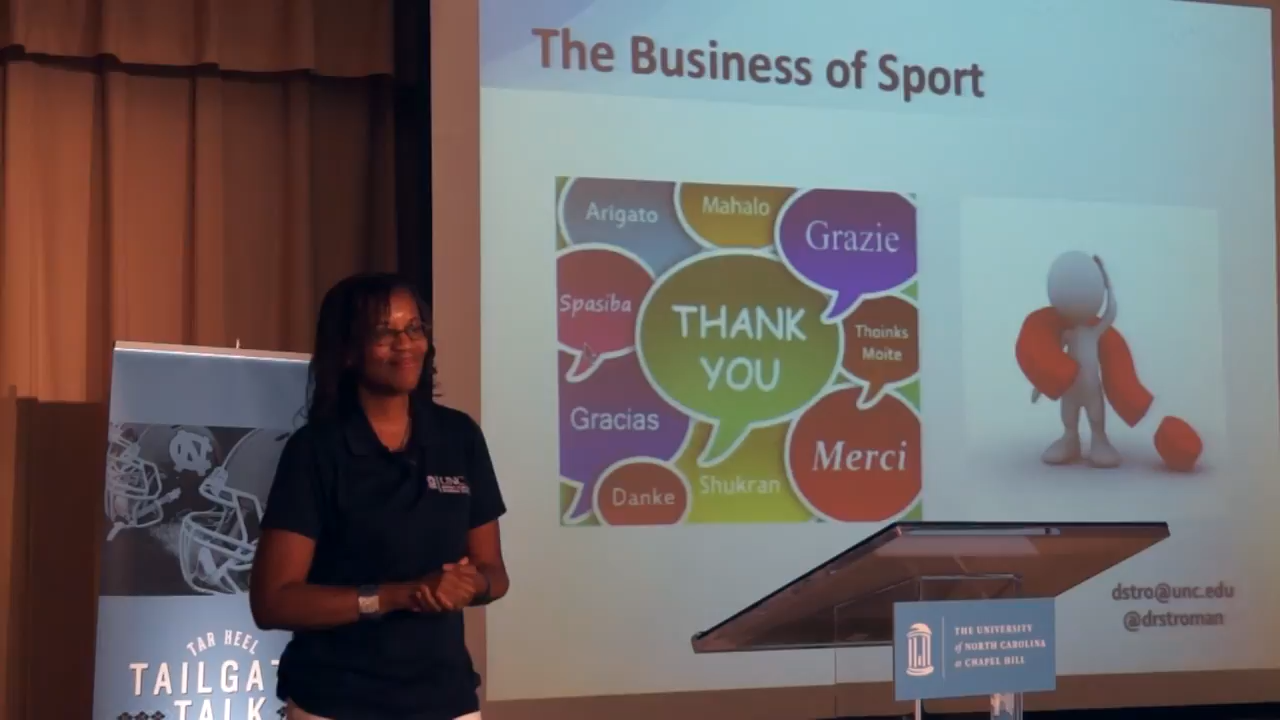 The Business of Sport
Arigato
Mahalo
Grazie
Spasiba
THANK
YOU
Thoinks
Moite
Gracias
Merci
Danke
Shukran
dstro@unc.edu
@drstroman
THE UNIVERSITY
of NORTH CAROLINA
at CHAPEL HILL
UNC
TAR HEEL
TAILGAT
TALK